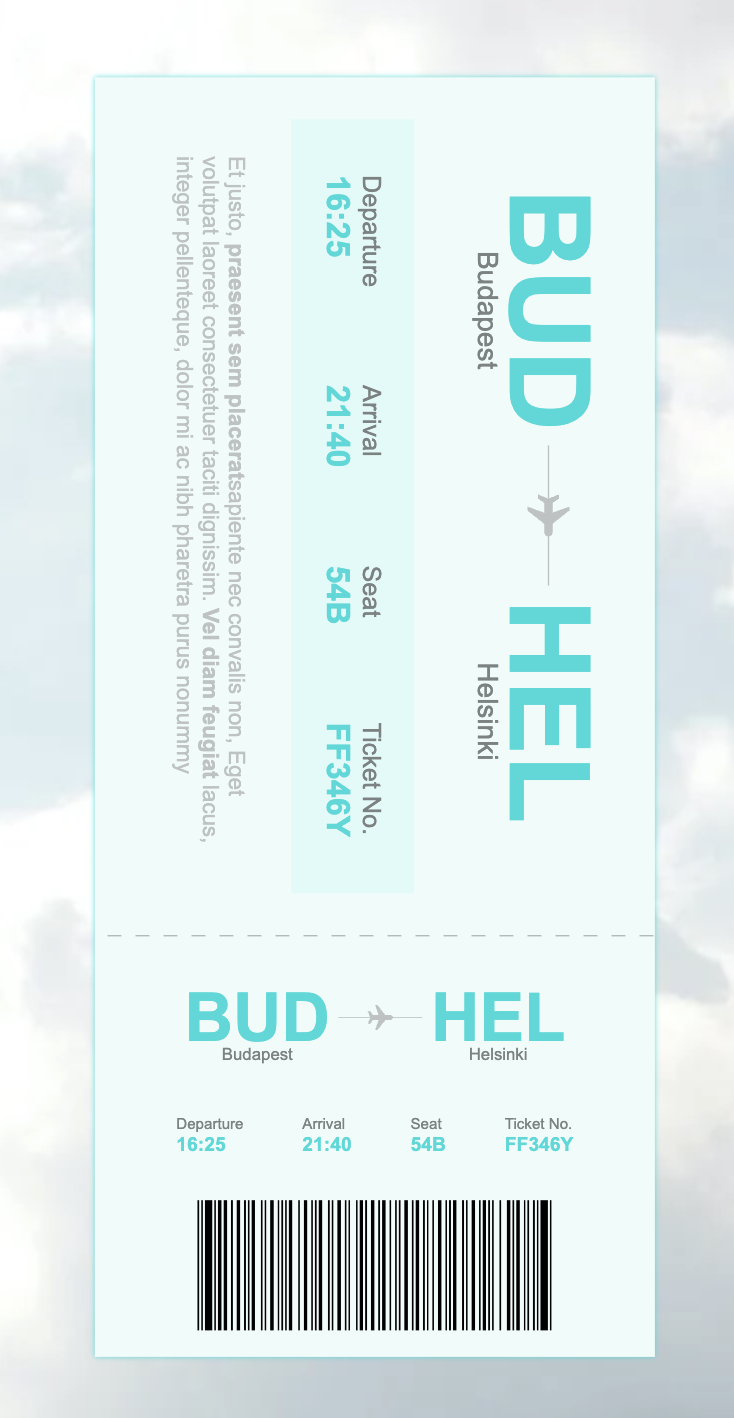 BUD HEL
Budapest Helsinki
Departure Arrival Seat Ticket No.
16:25 21:40 54B FF346Y
Et justo, praesent sem placeratsapiente nec convalis non, Eget
volutpat laoreet consectetuer taciti dignissim. Vel diam feugiat lacus,
integer pellenteque, dolor mi ac nibh pharetra purus nonummy
BUD HEL
Budapest Helsinki
Departure Arrival Seat Ticket No.
16:25 21:40 54B FF346Y